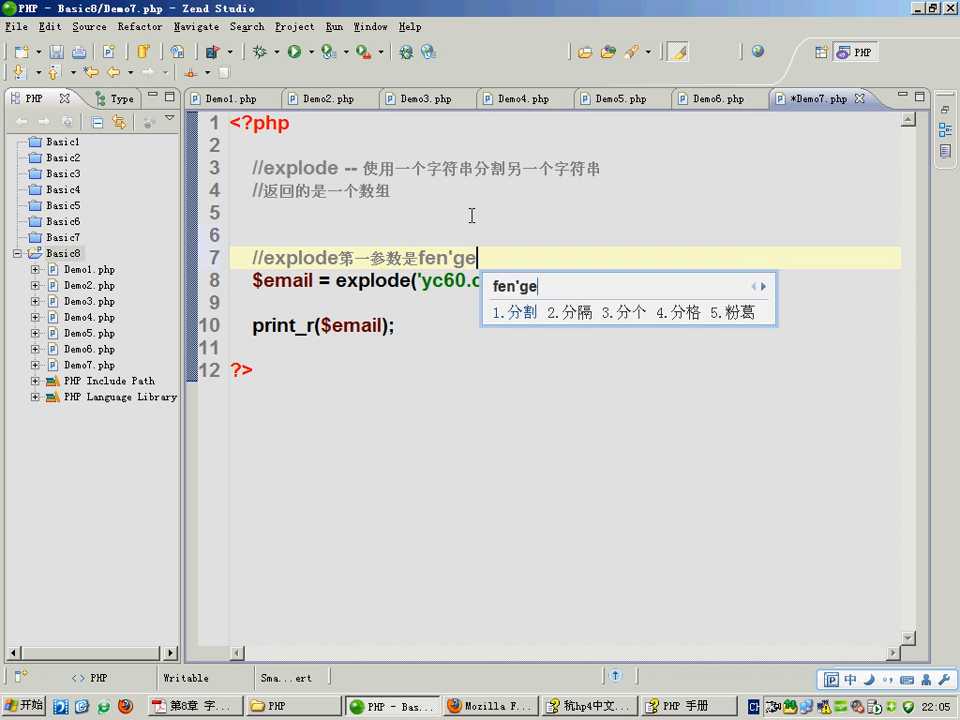 PHP - Basic8/Demo7.php - Zend Studio
File Edit Source Refactor Navigate Search Project Run Window Help
PHP
PHP Type
Demo1.php Demo2.php Demo3.php Demo4.php Demo5.php Demo6.php *Demo7.php
Basic1
Basic2
Basic3
Basic4
Basic5
Basic6
Basic7
Basic8
Demo1.php
Demo2.php
Demo3.php
Demo4.php
Demo5.php
Demo6.php
Demo7.php
PHP Include Path
PHP Language Library
1 <?php
2
3 //explode -- 使用一个字符串分割另一个字符串
4 //返回的是一个数组
5
6
7 //explode第一参数是fen'ge
8 $email = explode('yc60.c
9
10 print_r($email);
11
12 ?>
fen'ge
1.分割 2.分隔 3.分个 4.分格 5.粉葛
PHP Writable Sma...ert
中
开始 第8章 字... PHP PHP - Bas... Mozilla F... 杭hp4中文... PHP 手册 CH 22:05